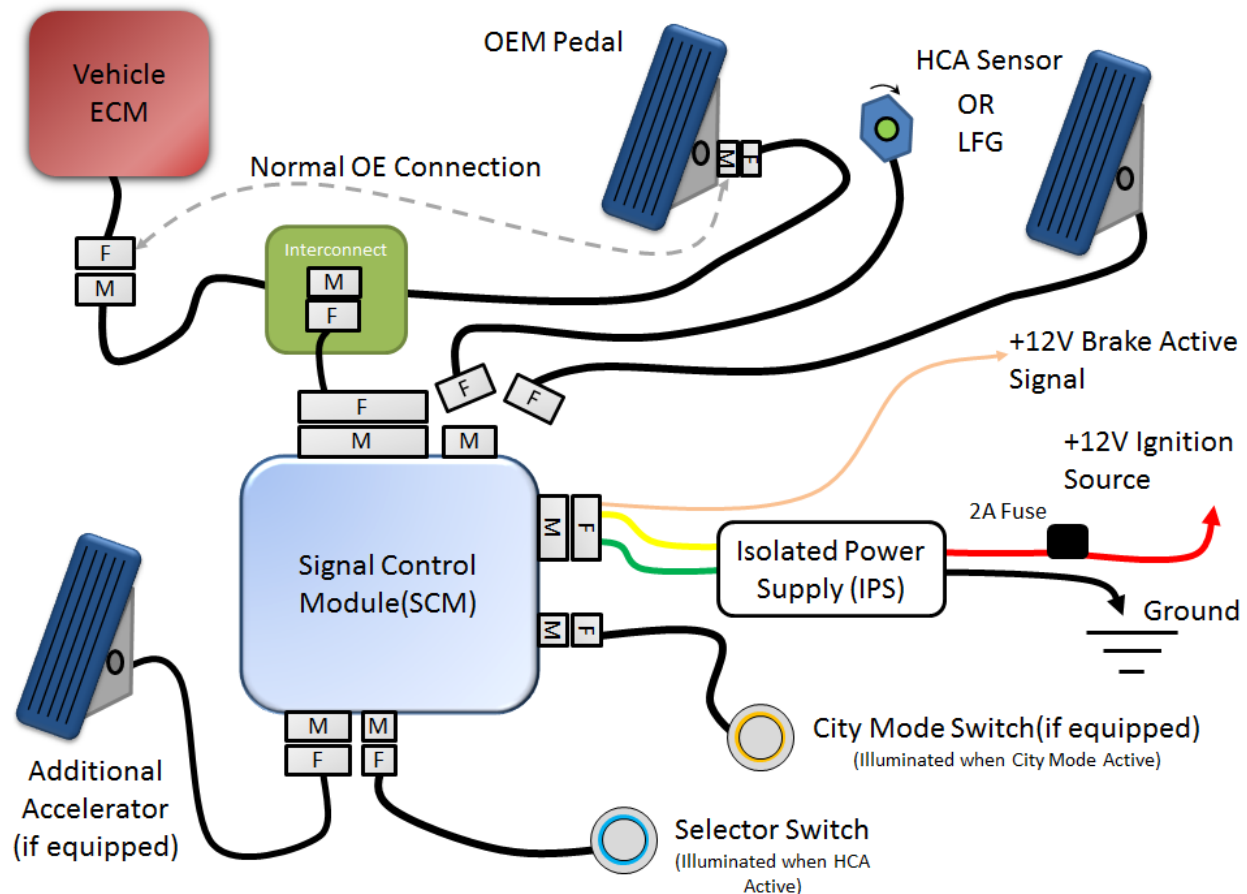 Vehicle
ECM
OEM Pedal
HCA Sensor
OR
LFG
M
F
Normal OE Connection
F
M
Interconnect
M
F
F
F
F
M
M
+12V Brake Active
Signal
+12V Ignition
Source
2A Fuse
M
F
Isolated Power
Supply (IPS)
Ground
Signal Control
Module(SCM)
M
F
City Mode Switch(if equipped)
(Illuminated when City Mode Active)
M
M
F
F
Additional
Accelerator
(if equipped)
Selector Switch
(Illuminated when HCA
Active)